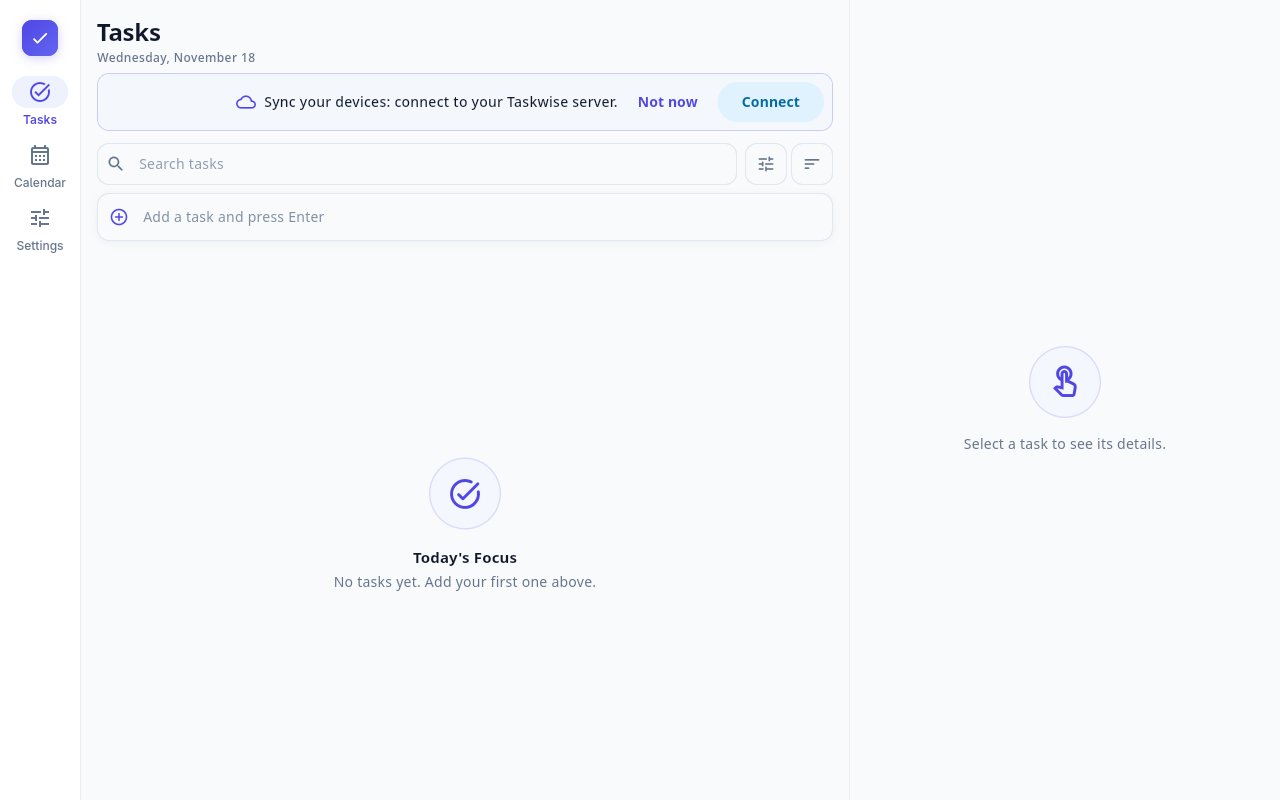 Tasks
Wednesday, November 18
Sync your devices: connect to your Taskwise server.
Not now
Connect
Search tasks
Add a task and press Enter
Tasks
Calendar
Settings
Today's Focus
No tasks yet. Add your first one above.
Select a task to see its details.